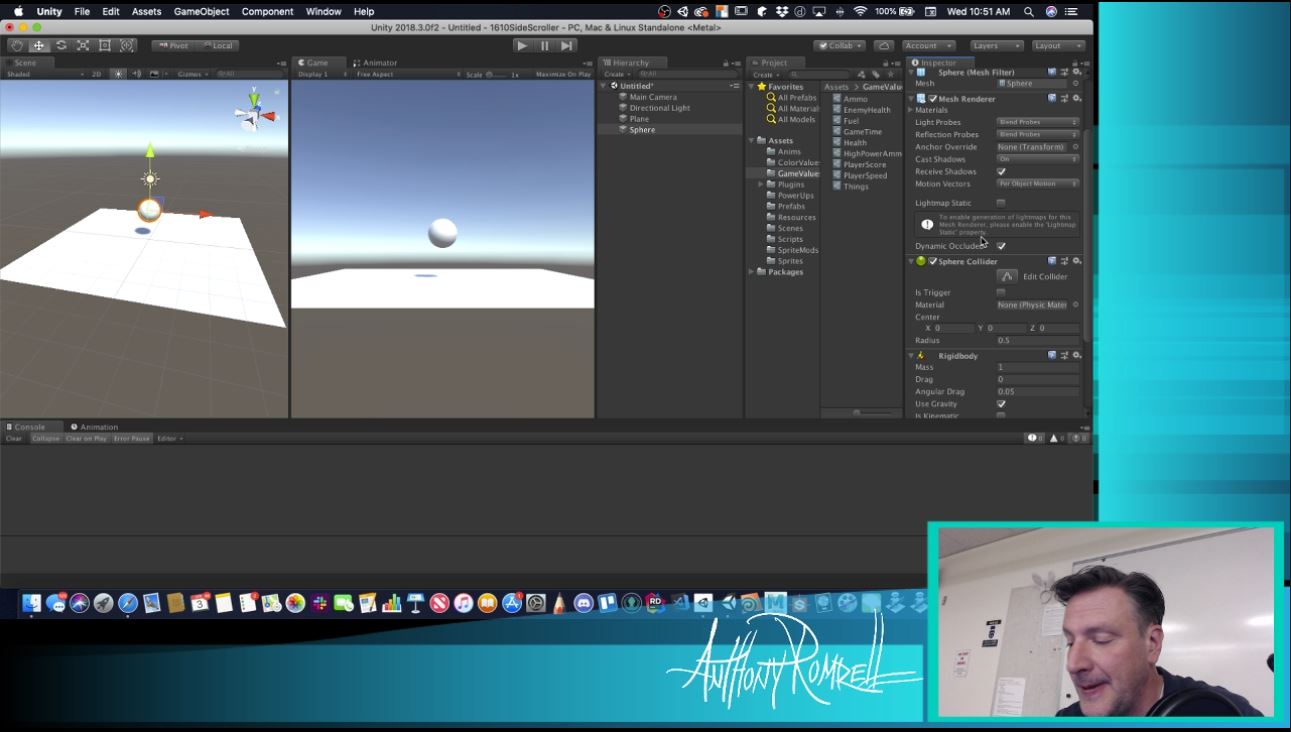 Unity File Edit Assets GameObject Component Window Help 100% Wed 10:51 AM
Unity 2018.3.0f2 - Untitled - 1610SideScroller - PC, Mac & Linux Standalone <Metal>
Pivot Local Collab Account Layers Layout
Scene Game Animator Hierarchy Project Inspector
Shaded 2D Gizmos All Display 1 Free Aspect Scale 1x Maximize On Play Create All Create
Untitled*
Main Camera
Directional Light
Plane
Sphere
Favorites
All Prefabs
All Material
All Models
Assets
Anims
ColorValue
GameValue
Plugins
PowerUps
Prefabs
Resources
Scenes
Scripts
SpriteMods
Sprites
Packages
Assets > GameValu
Ammo
EnemyHealth
Fuel
GameTime
Health
HighPowerAmm
PlayerScore
PlayerSpeed
Things
Sphere (Mesh Filter)
Mesh Sphere
Mesh Renderer
Materials
Light Probes Blend Probes
Reflection Probes Blend Probes
Anchor Override None (Transform)
Cast Shadows On
Receive Shadows
Motion Vectors Per Object Motion
Lightmap Static
To enable generation of lightmaps for this
Mesh Renderer, please enable the 'Lightmap
Static' property.
Dynamic Occluded
Sphere Collider
Edit Collider
Is Trigger
Material None (Physic Mate
Center
X 0 Y 0 Z 0
Radius 0.5
Rigidbody
Mass 1
Drag 0
Angular Drag 0.05
Use Gravity
Is Kinematic
Console Animation
Clear Collapse Clear on Play Error Pause Editor 0 0 0
Anthony Romrell